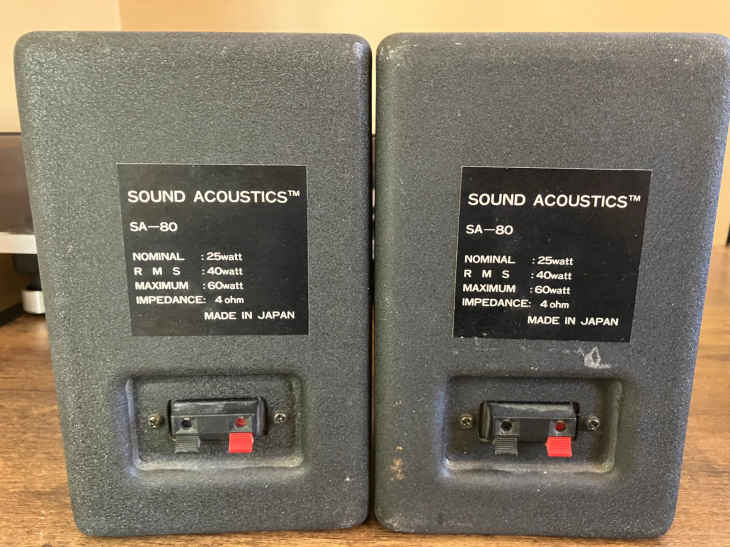 SOUND ACOUSTICS™
SA—80
NOMINAL : 25watt
R M S : 40watt
MAXIMUM : 60watt
IMPEDANCE: 4 ohm
MADE IN JAPAN
SOUND ACOUSTICS™
SA—80
NOMINAL : 25watt
R M S : 40watt
MAXIMUM : 60watt
IMPEDANCE: 4 ohm
MADE IN JAPAN